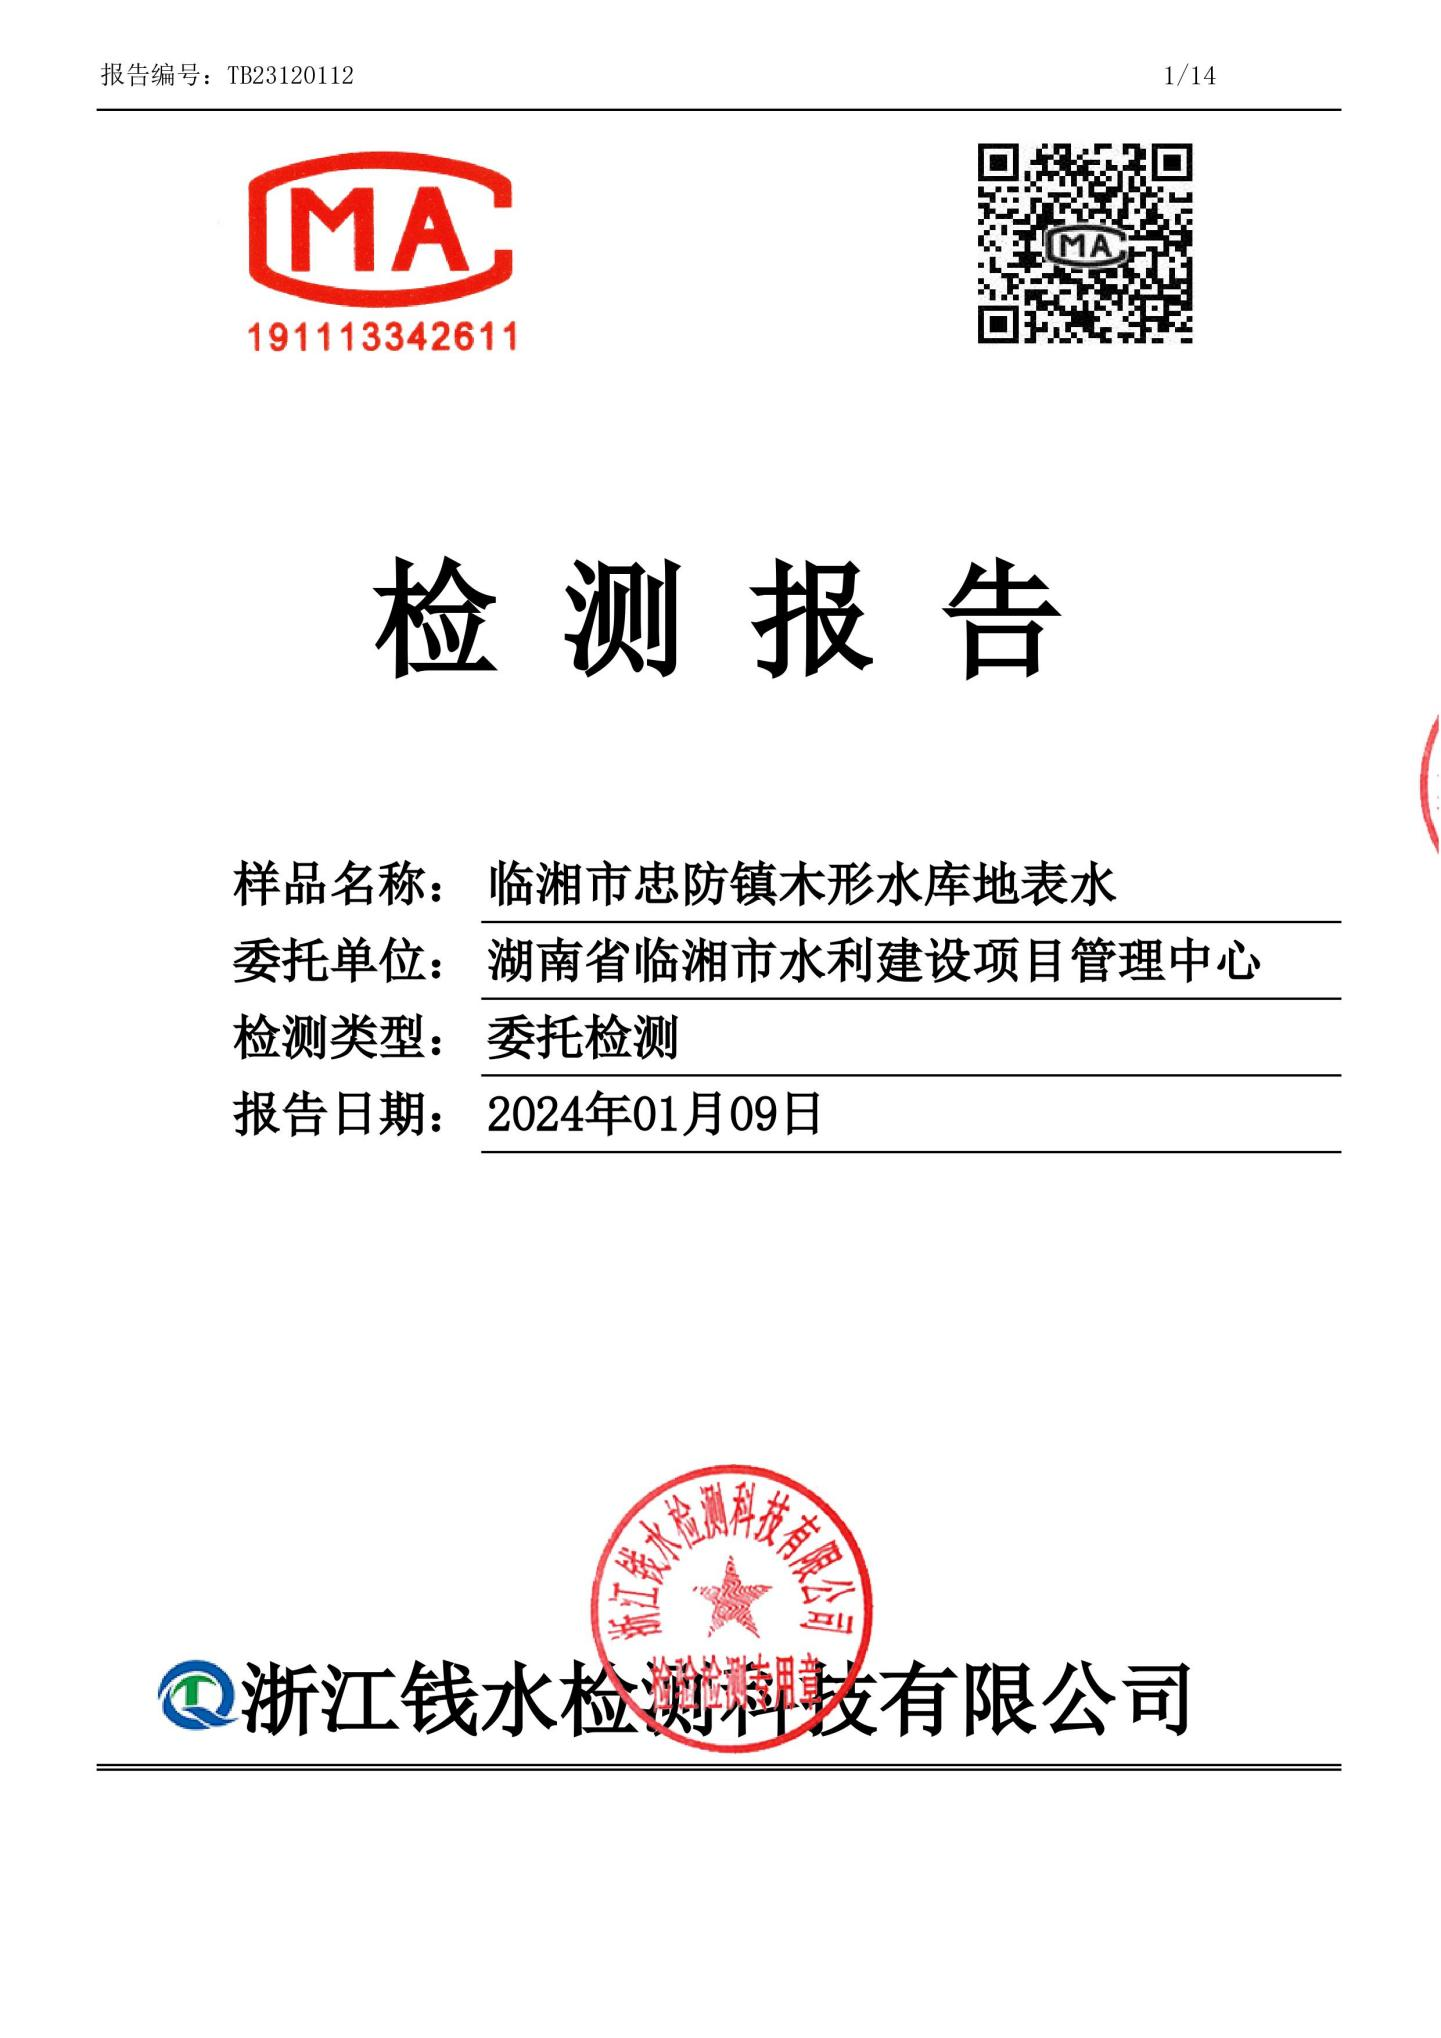 报告编号：TB23120112 1/14
MA
191113342611
MA
检测报告
样品名称：临湘市忠防镇木形水库地表水
委托单位：湖南省临湘市水利建设项目管理中心
检测类型：委托检测
报告日期：2024年01月09日
浙江钱水检测科技有限公司
检验检测专用章
浙江钱水检测科技有限公司